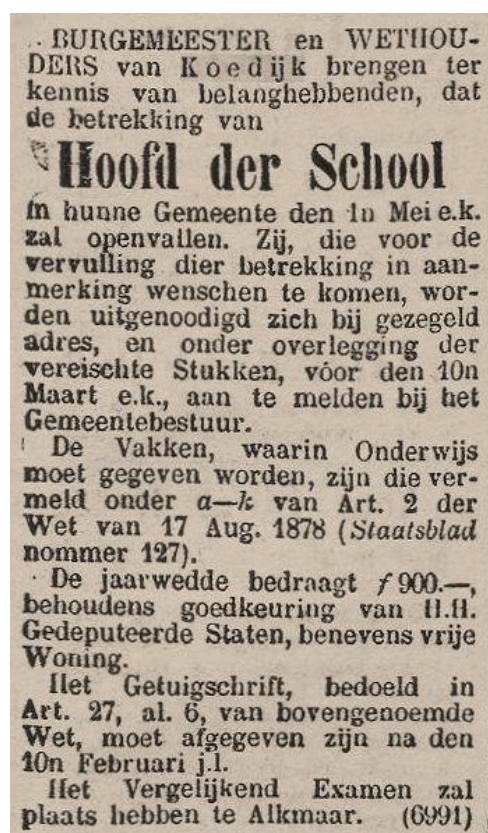 BURGEMEESTER en WETHOU-
DERS van Koedijk brengen ter
kennis van belanghebbenden, dat
de betrekking van
Hoofd der School
in hunne Gemeente den 1n Mei e.k.
zal openvallen. Zij, die voor de
vervulling dier betrekking in aan-
merking wenschen te komen, wor-
den uitgenoodigd zich bij gezegeld
adres, en onder overlegging der
vereischte Stukken, vóór den 10n
Maart e.k., aan te melden bij het
Gemeentebestuur.
De Vakken, waarin Onderwijs
moet gegeven worden, zijn die ver-
meld onder a—k van Art. 2 der
Wet van 17 Aug. 1878 (Staatsblad
nommer 127).
De jaarwedde bedraagt f 900.—,
behoudens goedkeuring van H.H.
Gedeputeerde Staten, benevens vrije
Woning.
Het Getuigschrift, bedoeld in
Art. 27, al. 6, van bovengenoemde
Wet, moet afgegeven zijn na den
10n Februari j.l.
Het Vergelijkend Examen zal
plaats hebben te Alkmaar. (6991)